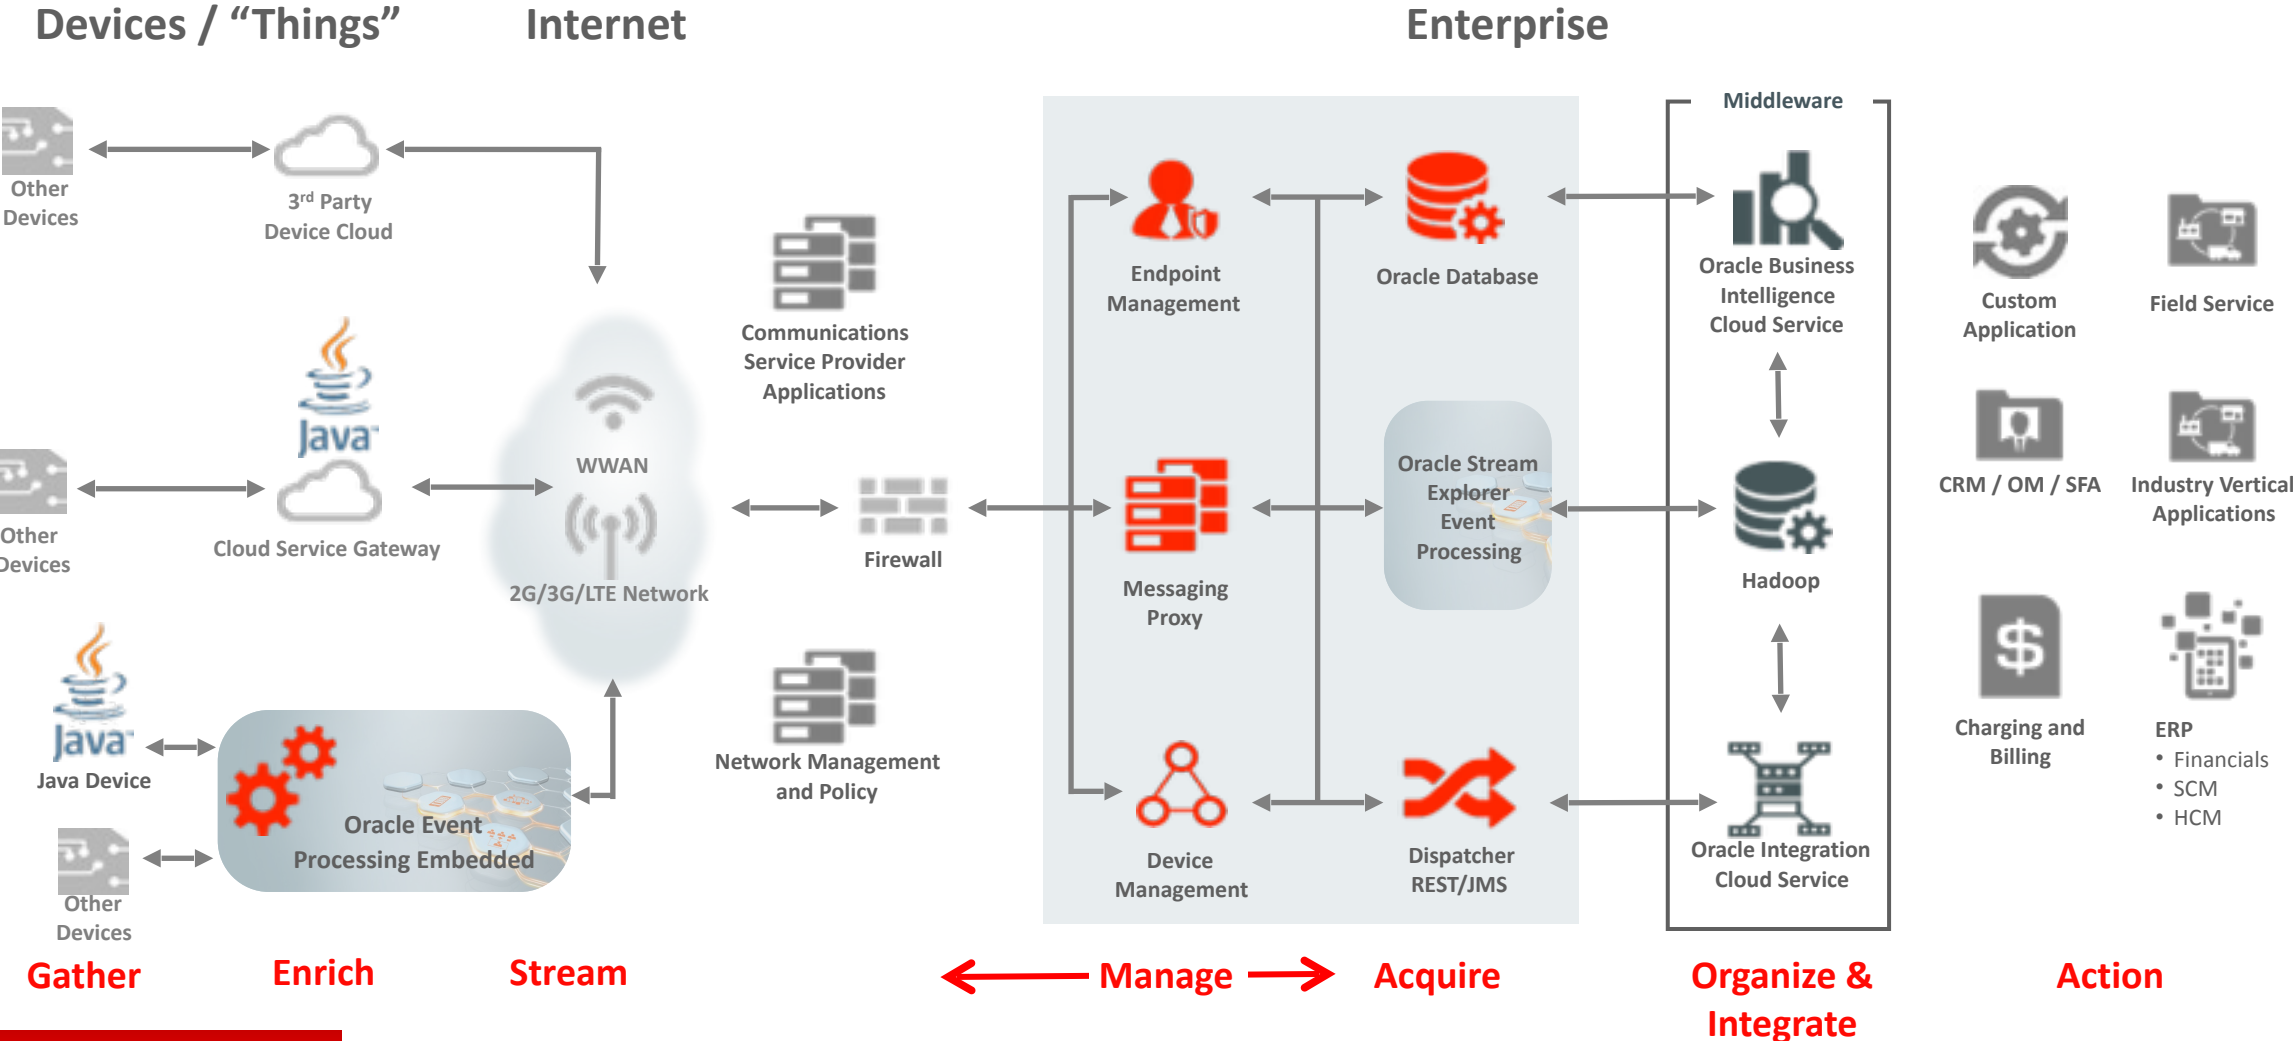 Devices / “Things”
Internet
Enterprise
Other
Devices
3rd Party
Device Cloud
Communications
Service Provider
Applications
Endpoint
Management
Oracle Database
Middleware
Oracle Business
Intelligence
Cloud Service
Custom
Application
Field Service
Java
Other
Devices
Cloud Service Gateway
WWAN
2G/3G/LTE Network
Firewall
Messaging
Proxy
Oracle Stream
Explorer
Event
Processing
Hadoop
CRM / OM / SFA
Industry Vertical
Applications
Java
Java Device
Other
Devices
Oracle Event
Processing Embedded
Network Management
and Policy
Device
Management
Dispatcher
REST/JMS
Oracle Integration
Cloud Service
$
Charging and
Billing
ERP
• Financials
• SCM
• HCM
Gather
Enrich
Stream
Manage
Acquire
Organize &
Integrate
Action